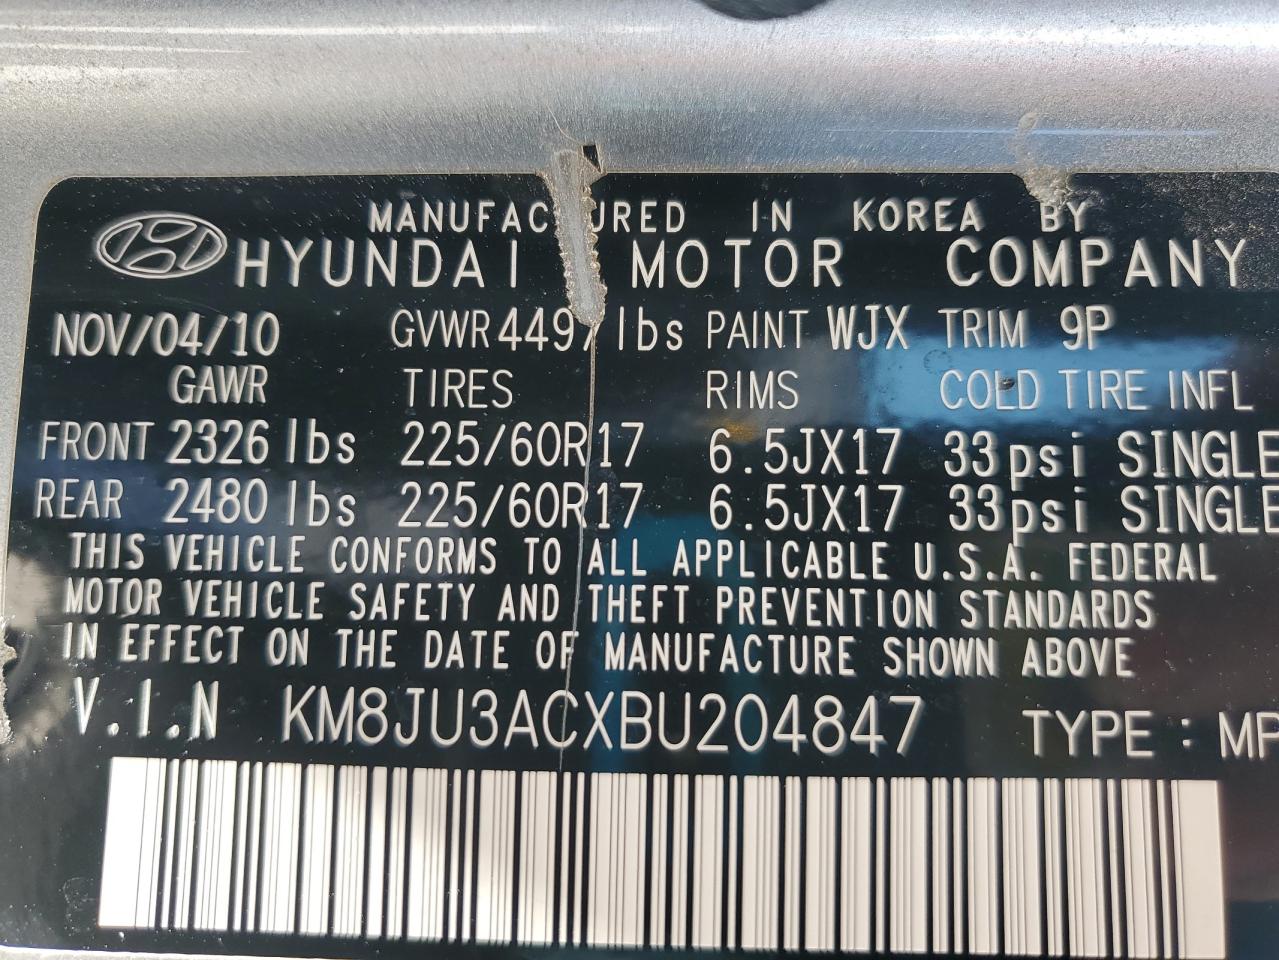 MANUFACTURED IN KOREA BY
HYUNDAI MOTOR COMPANY
NOV/04/10 GVWR 4497 lbs PAINT WJX TRIM 9P
GAWR TIRES RIMS COLD TIRE INFL
FRONT 2326 lbs 225/60R17 6.5JX17 33psi SINGLE
REAR 2480 lbs 225/60R17 6.5JX17 33psi SINGLE
THIS VEHICLE CONFORMS TO ALL APPLICABLE U.S.A. FEDERAL
MOTOR VEHICLE SAFETY AND THEFT PREVENTION STANDARDS
IN EFFECT ON THE DATE OF MANUFACTURE SHOWN ABOVE
V.I.N KM8JU3ACXBU204847 TYPE : MP